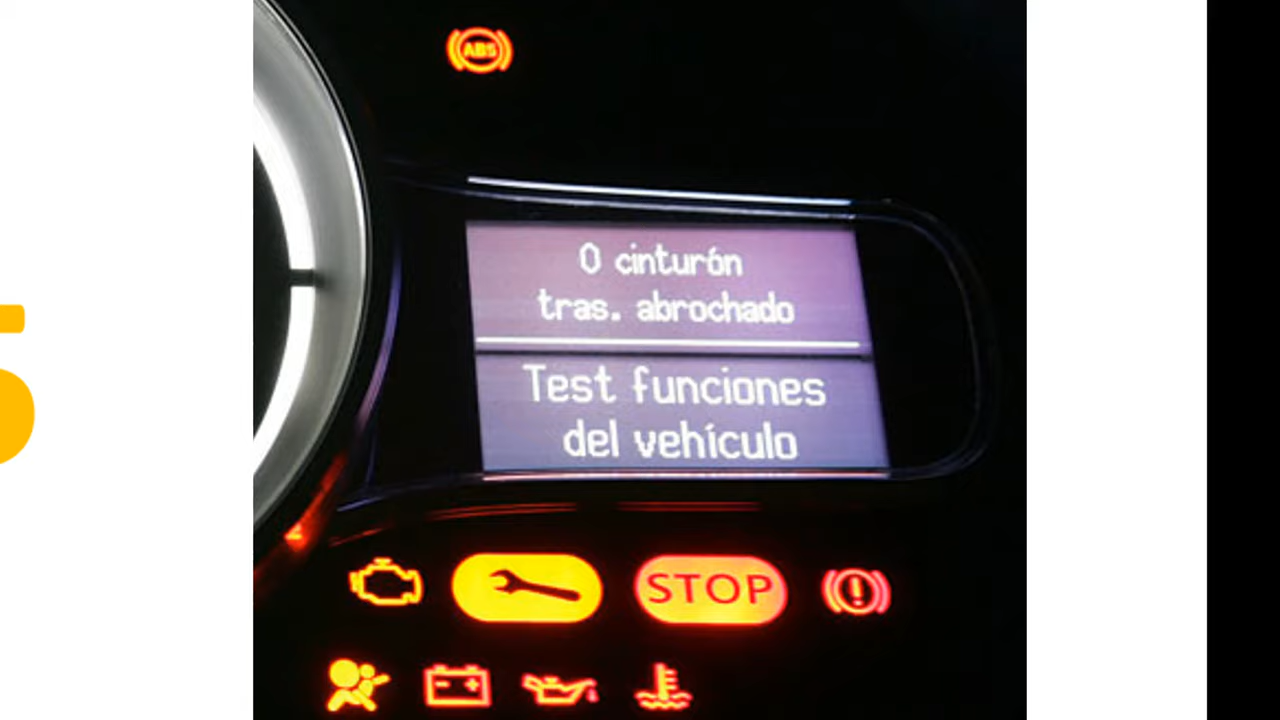 ABS
0 cinturón
tras. abrochado
Test funciones
del vehículo
STOP